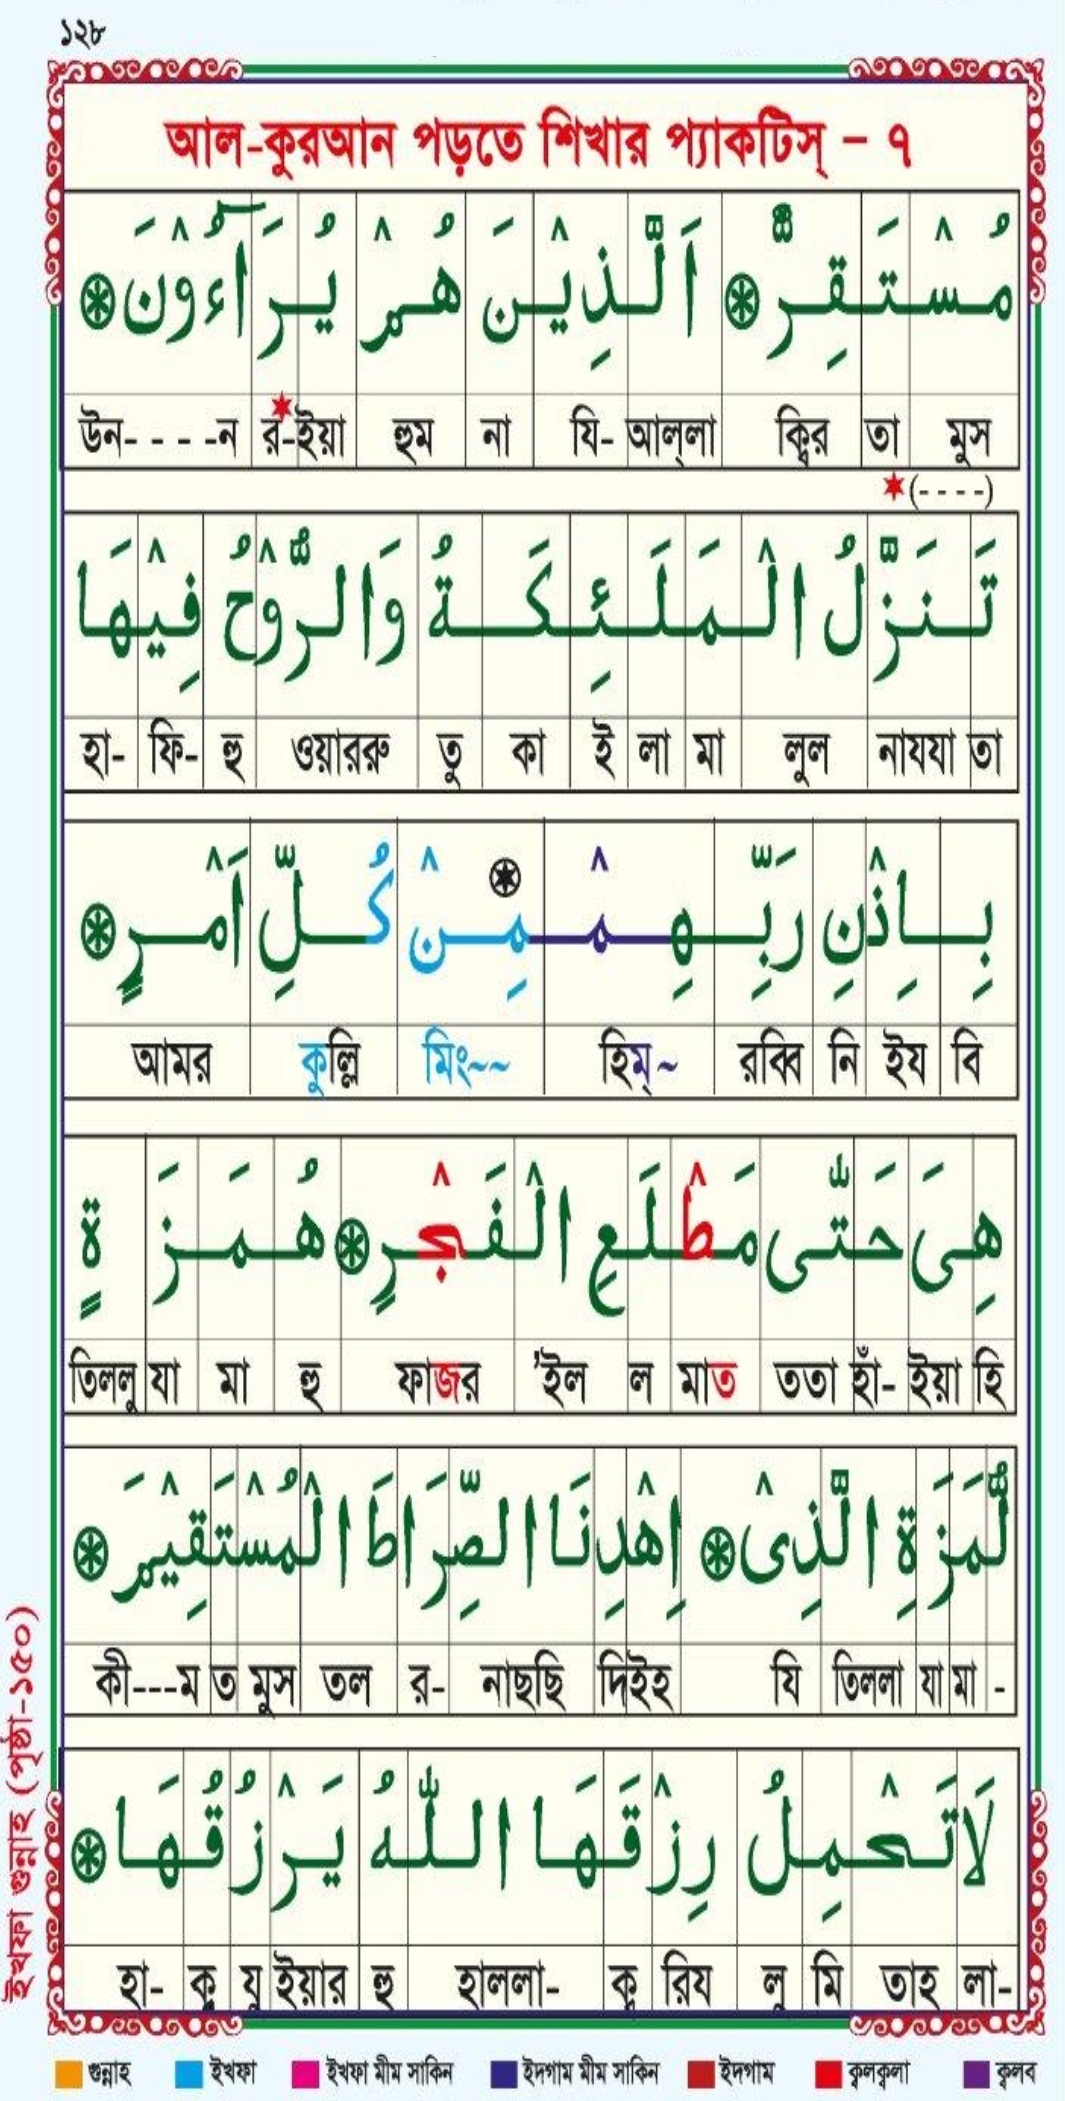 ১২৮
আল-কুরআন পড়তে শিখার প্যাকটিস্ – ৭
مُسْتَقِرٌّ ۞ اَلَّذِيْنَ هُمْ يُرَآءُوْنَ ۞
উন- - - -ন র-ইয়া হুম না যি- আল্লা ক্বির তা মুস
(- - - -)
تَنَزَّلُ الْمَلَئِكَةُ وَالرُّوْحُ فِيْهَا
হা- ফি- হু ওয়াররু তু কা ই লা মা লুল নাযযা তা
بِاِذْنِ رَبِّهِمْ مِنْ كُلِّ اَمْرٍ ۞
আমর কুল্লি মিং~~ হিম্~ রব্বি নি ইয বি
هِىَ حَتّٰى مَطْلَعِ الْفَجْرِ ۞ هُمَزَةٍ
তিললু যা মা হু ফাজর 'ইল ল মাত ততা হাঁ- ইয়া হি
لُّمَزَةِ الَّذِىْ ۞ اِهْدِنَا الصِّرَاطَ الْمُسْتَقِيْمَ ۞
কী---ম ত মুস তল র- নাছছি দিইহ যি তিললা যা মা -
لَا تَحْمِلُ رِزْقَهَا اللّٰهُ يَرْزُقُهَا ۞
হা- কু যু ইয়ার হু হাললা- ক রিয লু মি তাহ লা-
ইখফা গুন্নাহ (পৃষ্ঠা-১৫০)
গুন্নাহ ইখফা ইখফা মীম সাকিন ইদগাম মীম সাকিন ইদগাম ক্বলক্বলা ক্বলব